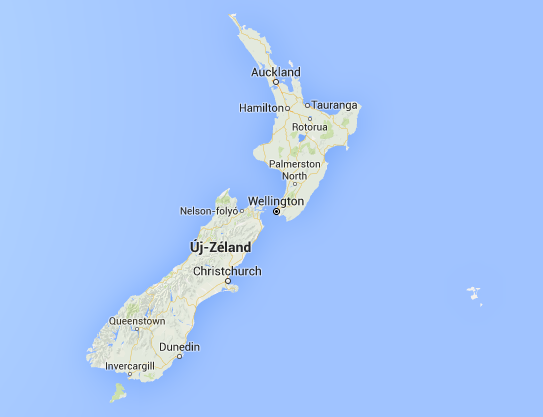 Auckland
Hamilton
Tauranga
Rotorua
Palmerston
North
Wellington
Nelson-folyó
Új-Zéland
Christchurch
Queenstown
Dunedin
Invercargill